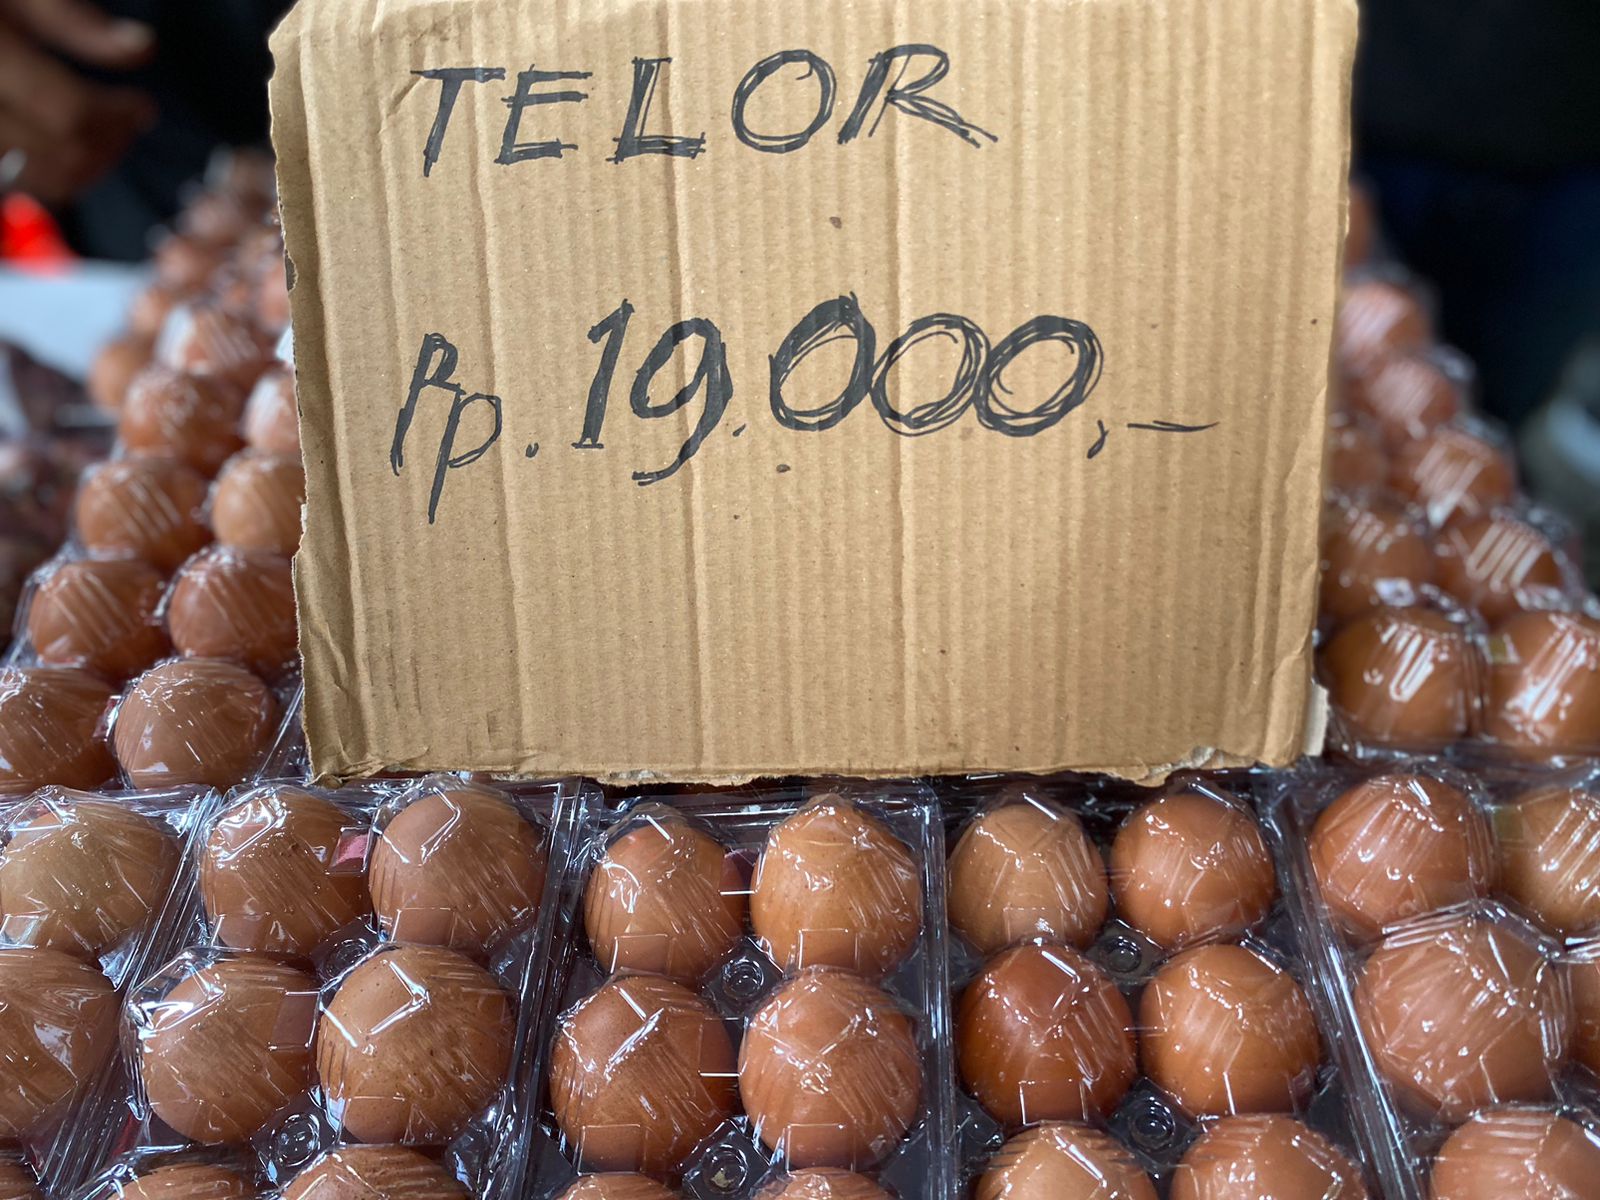 TELOR
Rp. 19.000,-